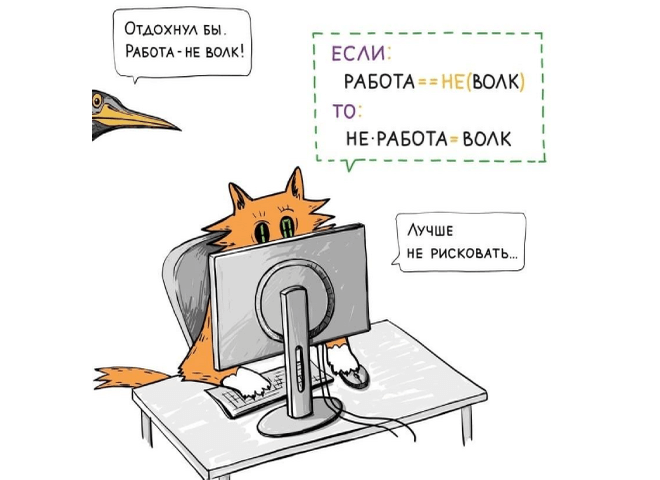 Отдохнул бы.
Работа - не волк!
ЕСЛИ:
РАБОТА==НЕ(ВОЛК)
ТО:
НЕ·РАБОТА=ВОЛК
Лучше
не рисковать...